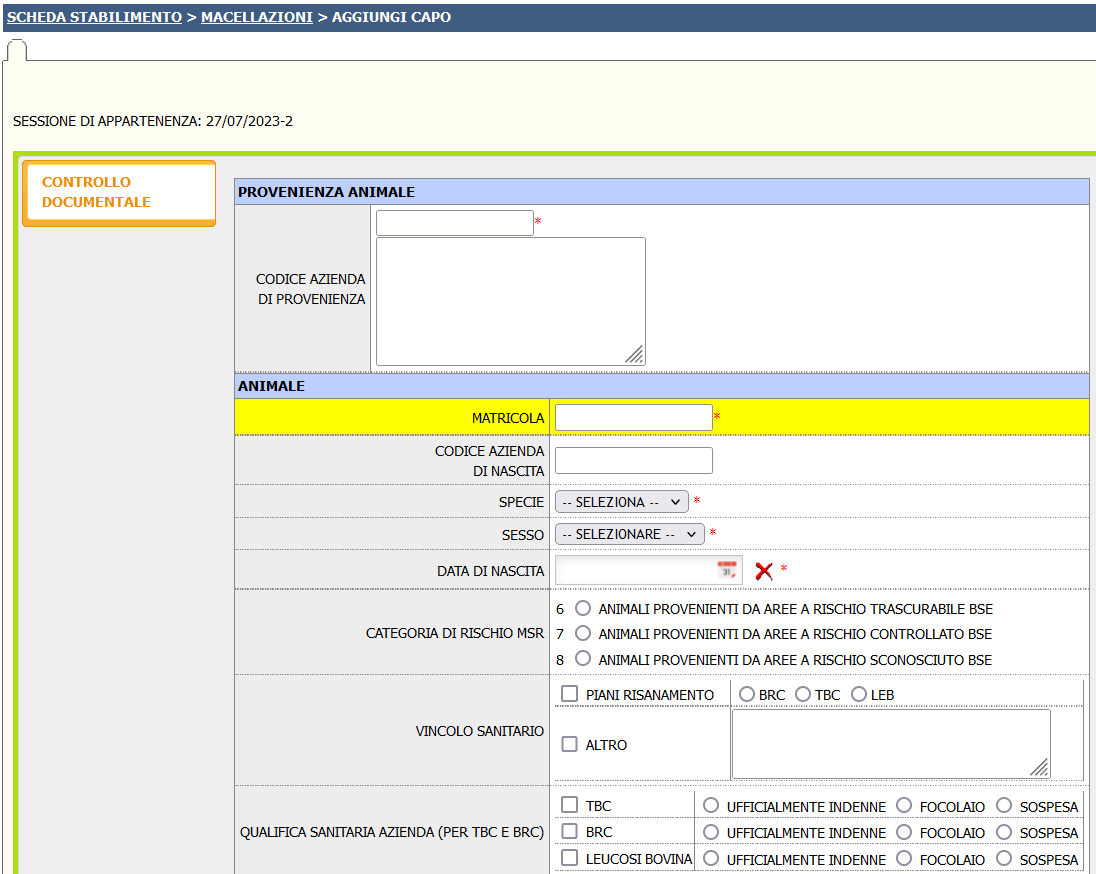 SCHEDA STABILIMENTO > MACELLAZIONI > AGGIUNGI CAPO
SESSIONE DI APPARTENENZA: 27/07/2023-2
CONTROLLO
DOCUMENTALE
PROVENIENZA ANIMALE
CODICE AZIENDA
DI PROVENIENZA
*
ANIMALE
MATRICOLA *
CODICE AZIENDA
DI NASCITA
SPECIE -- SELEZIONA -- *
SESSO -- SELEZIONARE -- *
DATA DI NASCITA 31 *
CATEGORIA DI RISCHIO MSR
6 ANIMALI PROVENIENTI DA AREE A RISCHIO TRASCURABILE BSE
7 ANIMALI PROVENIENTI DA AREE A RISCHIO CONTROLLATO BSE
8 ANIMALI PROVENIENTI DA AREE A RISCHIO SCONOSCIUTO BSE
VINCOLO SANITARIO
PIANI RISANAMENTO BRC TBC LEB
ALTRO
QUALIFICA SANITARIA AZIENDA (PER TBC E BRC)
TBC UFFICIALMENTE INDENNE FOCOLAIO SOSPESA
BRC UFFICIALMENTE INDENNE FOCOLAIO SOSPESA
LEUCOSI BOVINA UFFICIALMENTE INDENNE FOCOLAIO SOSPESA